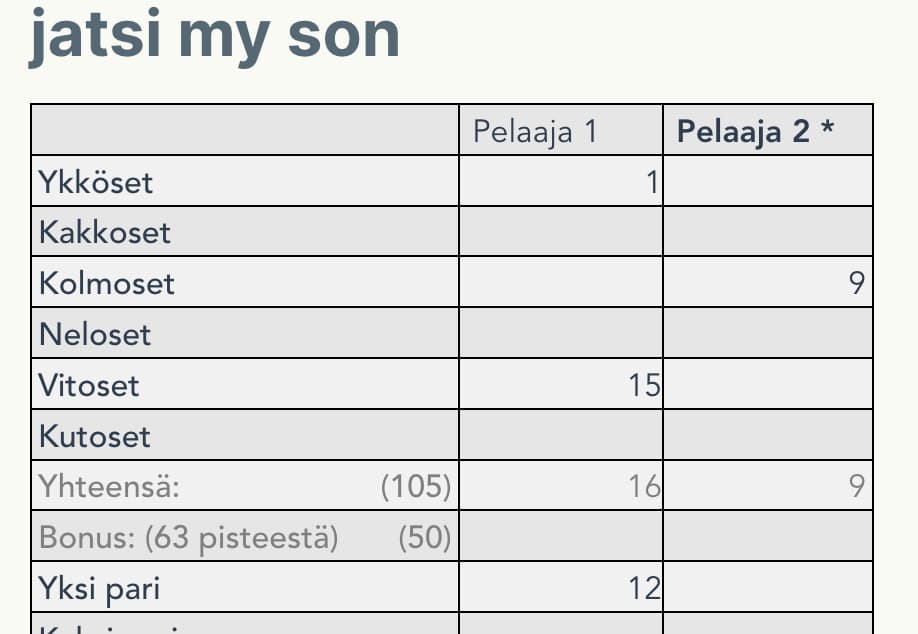 jatsi my son
Pelaaja 1 Pelaaja 2 *
Ykköset 1
Kakkoset
Kolmoset 9
Neloset
Vitoset 15
Kutoset
Yhteensä: (105) 16 9
Bonus: (63 pisteestä) (50)
Yksi pari 12